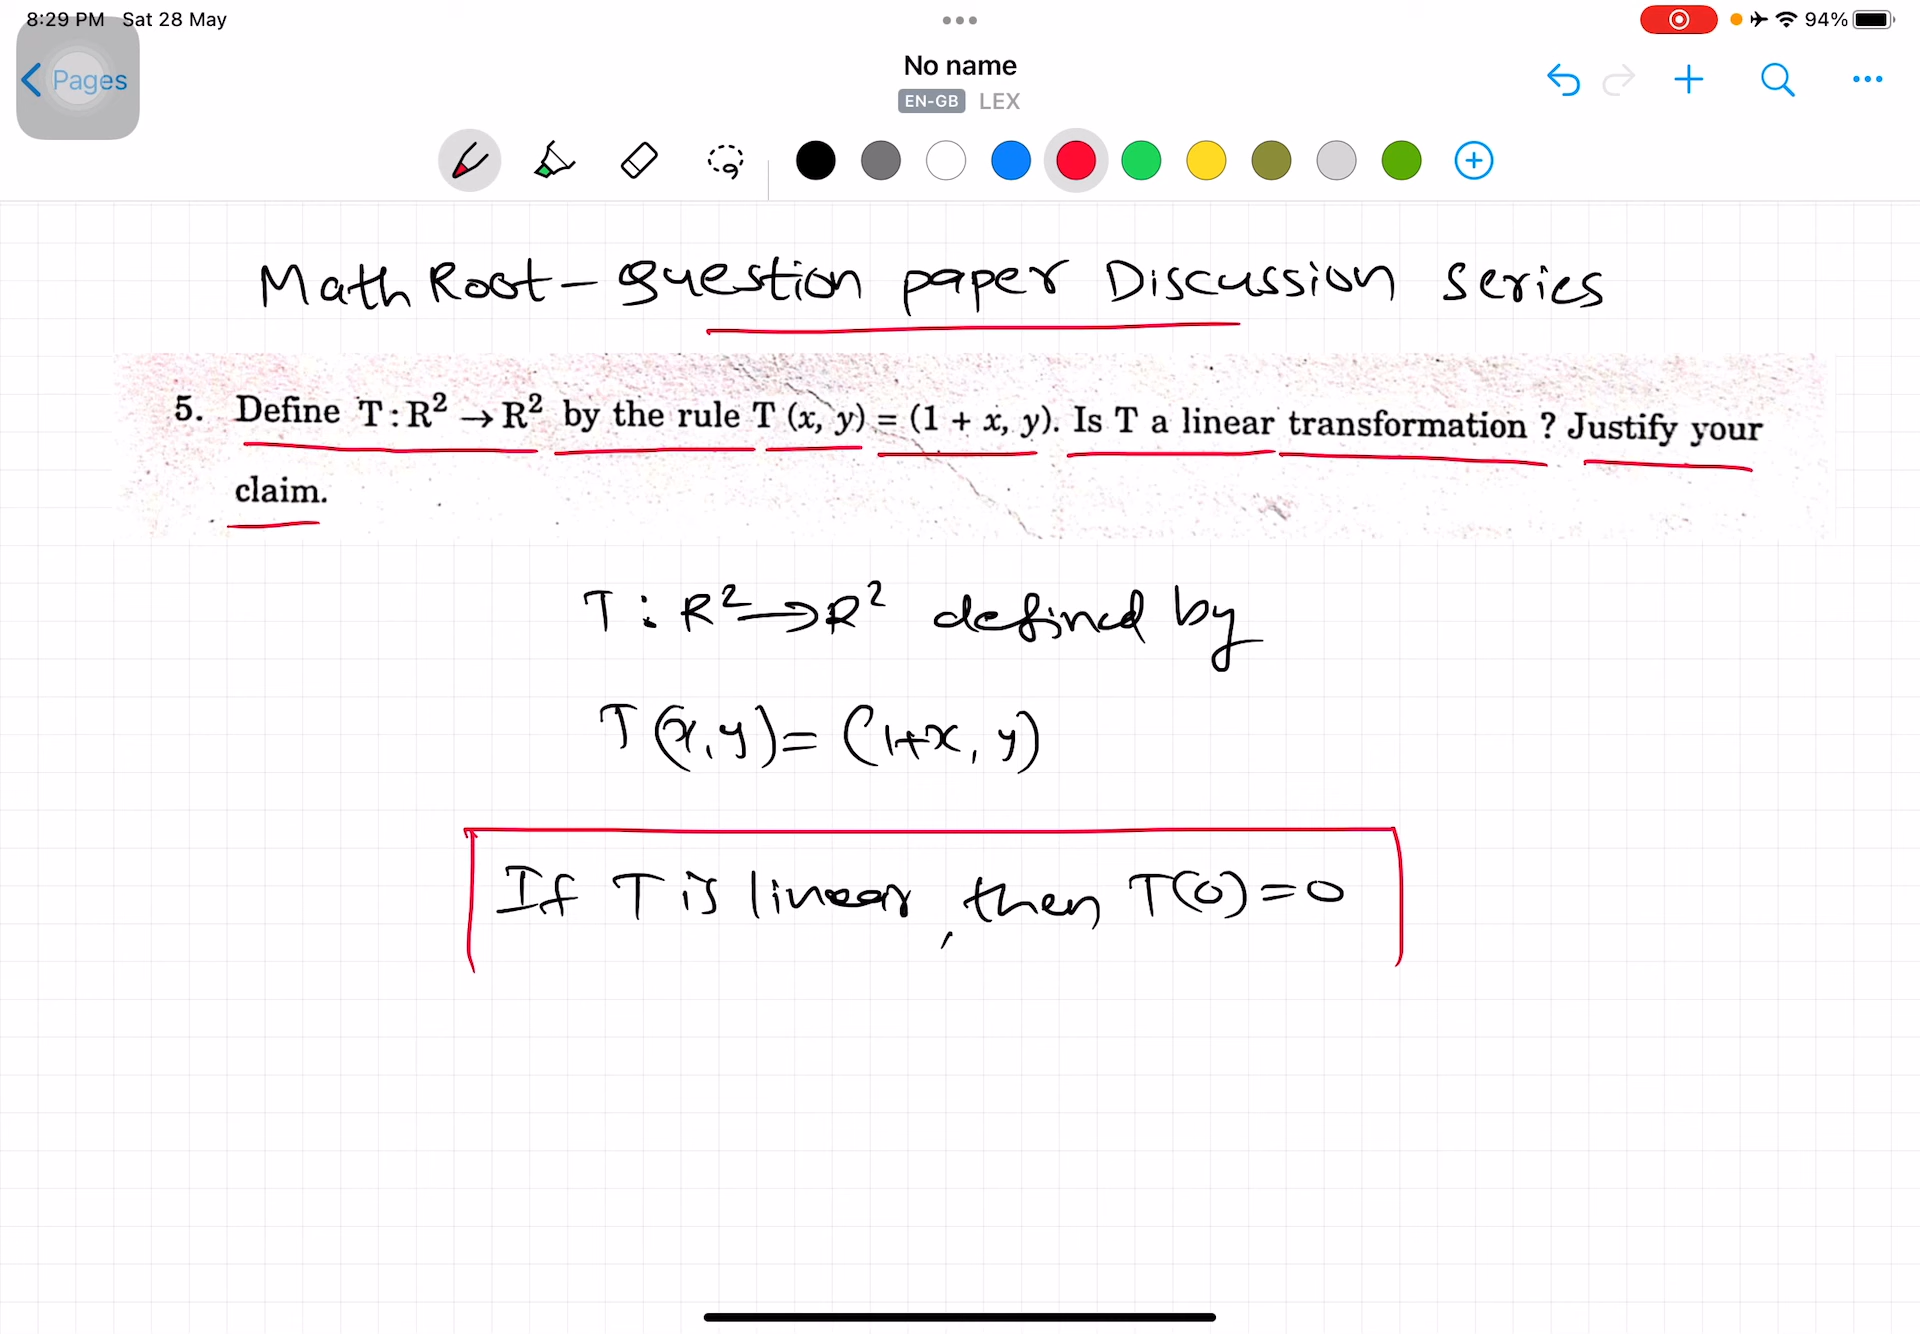 8:29 PM Sat 28 May
94%
Pages
No name
EN-GB LEX
Math Root - Question paper Discussion Series
5. Define T : R² → R² by the rule T (x, y) = (1 + x, y). Is T a linear transformation ? Justify your
claim.
T : R² → R² defined by
T(x,y) = (1+x, y)
If T is linear, then T(0) = 0